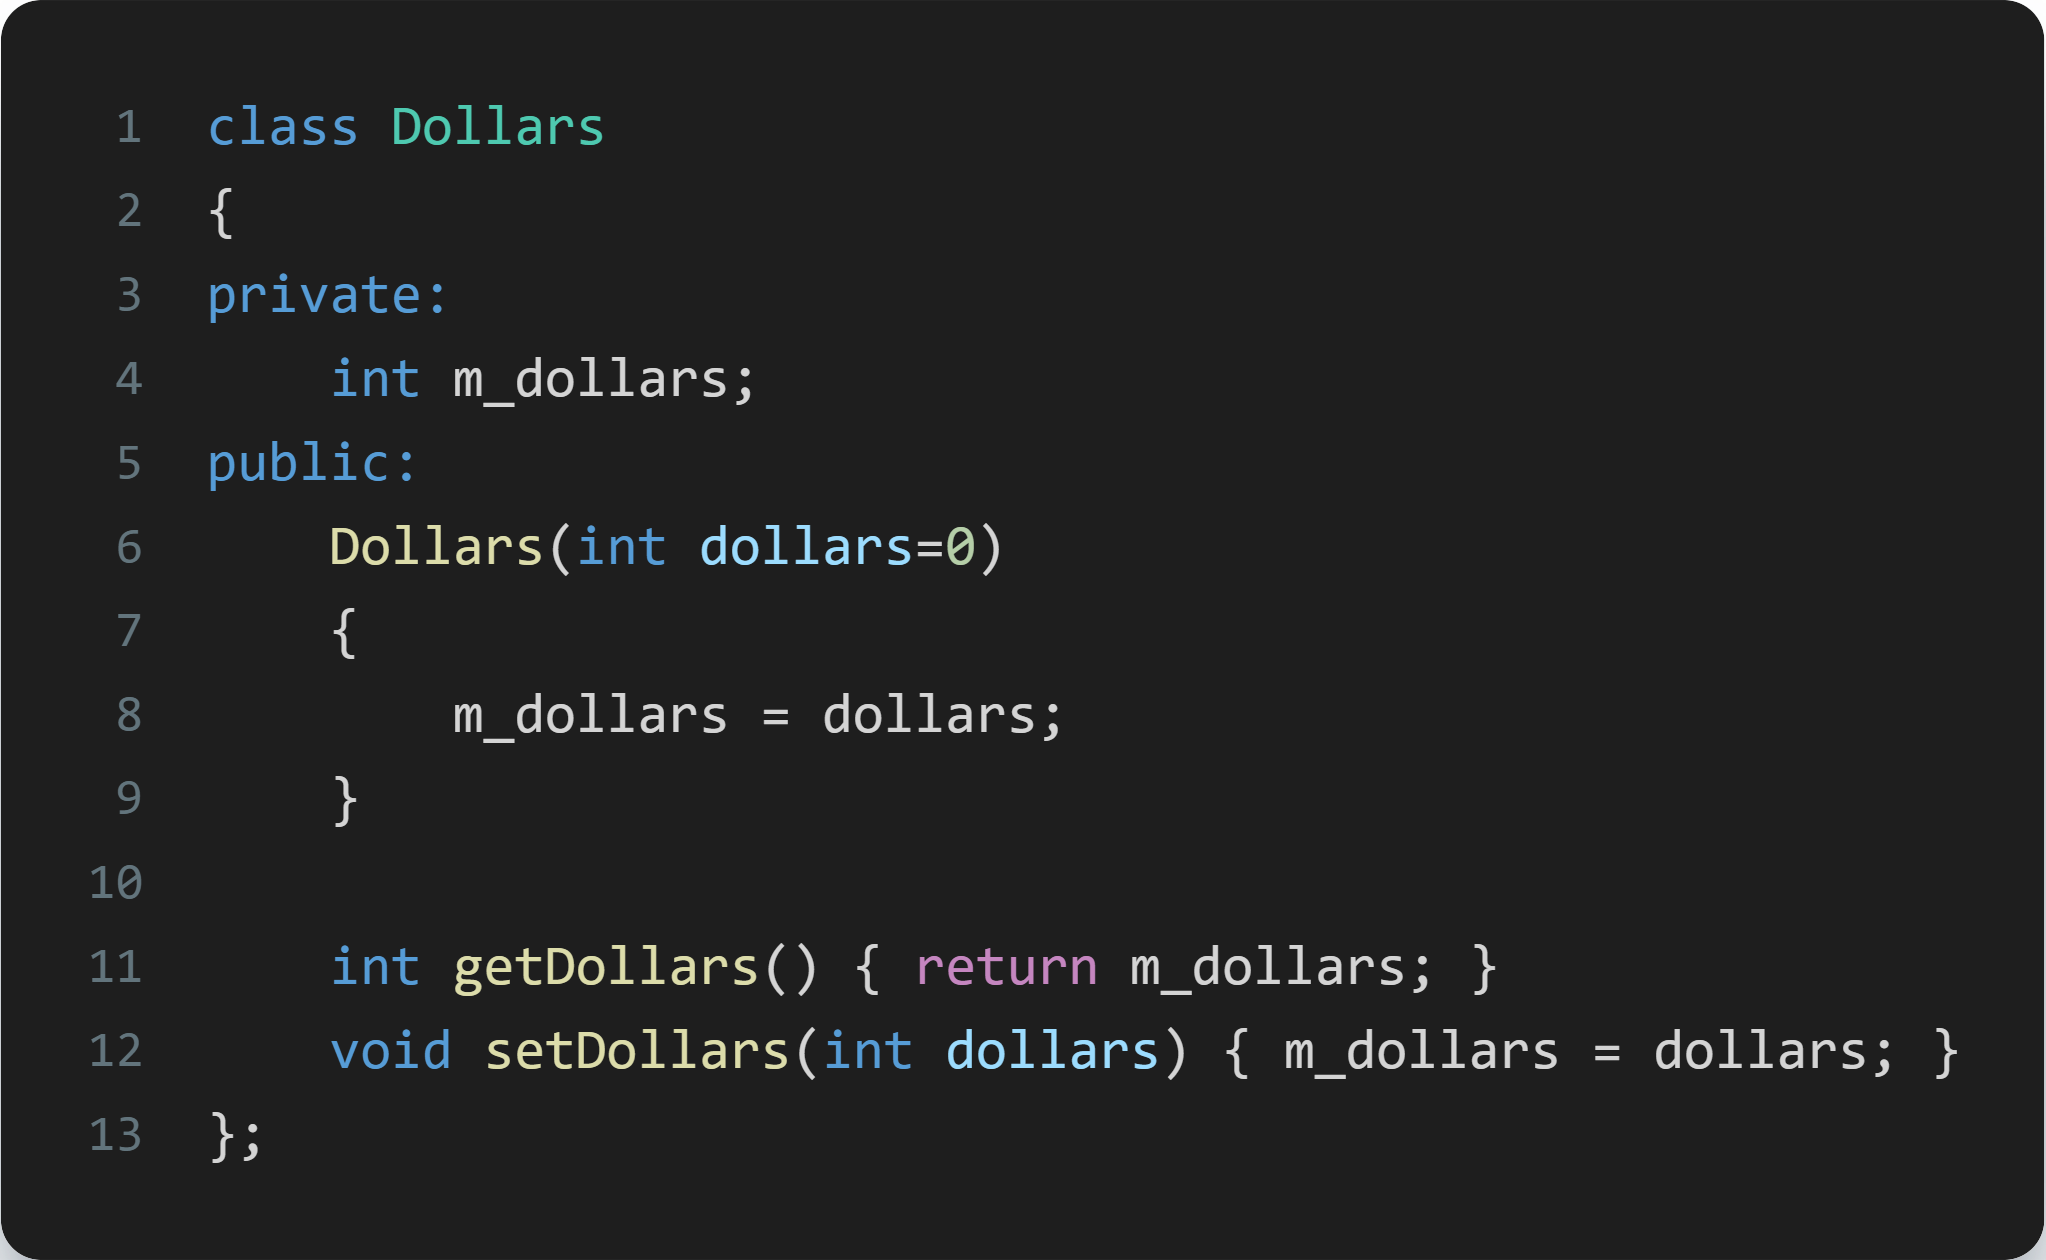 1 class Dollars
2 {
3 private:
4     int m_dollars;
5 public:
6     Dollars(int dollars=0)
7     {
8         m_dollars = dollars;
9     }
10
11     int getDollars() { return m_dollars; }
12     void setDollars(int dollars) { m_dollars = dollars; }
13 };